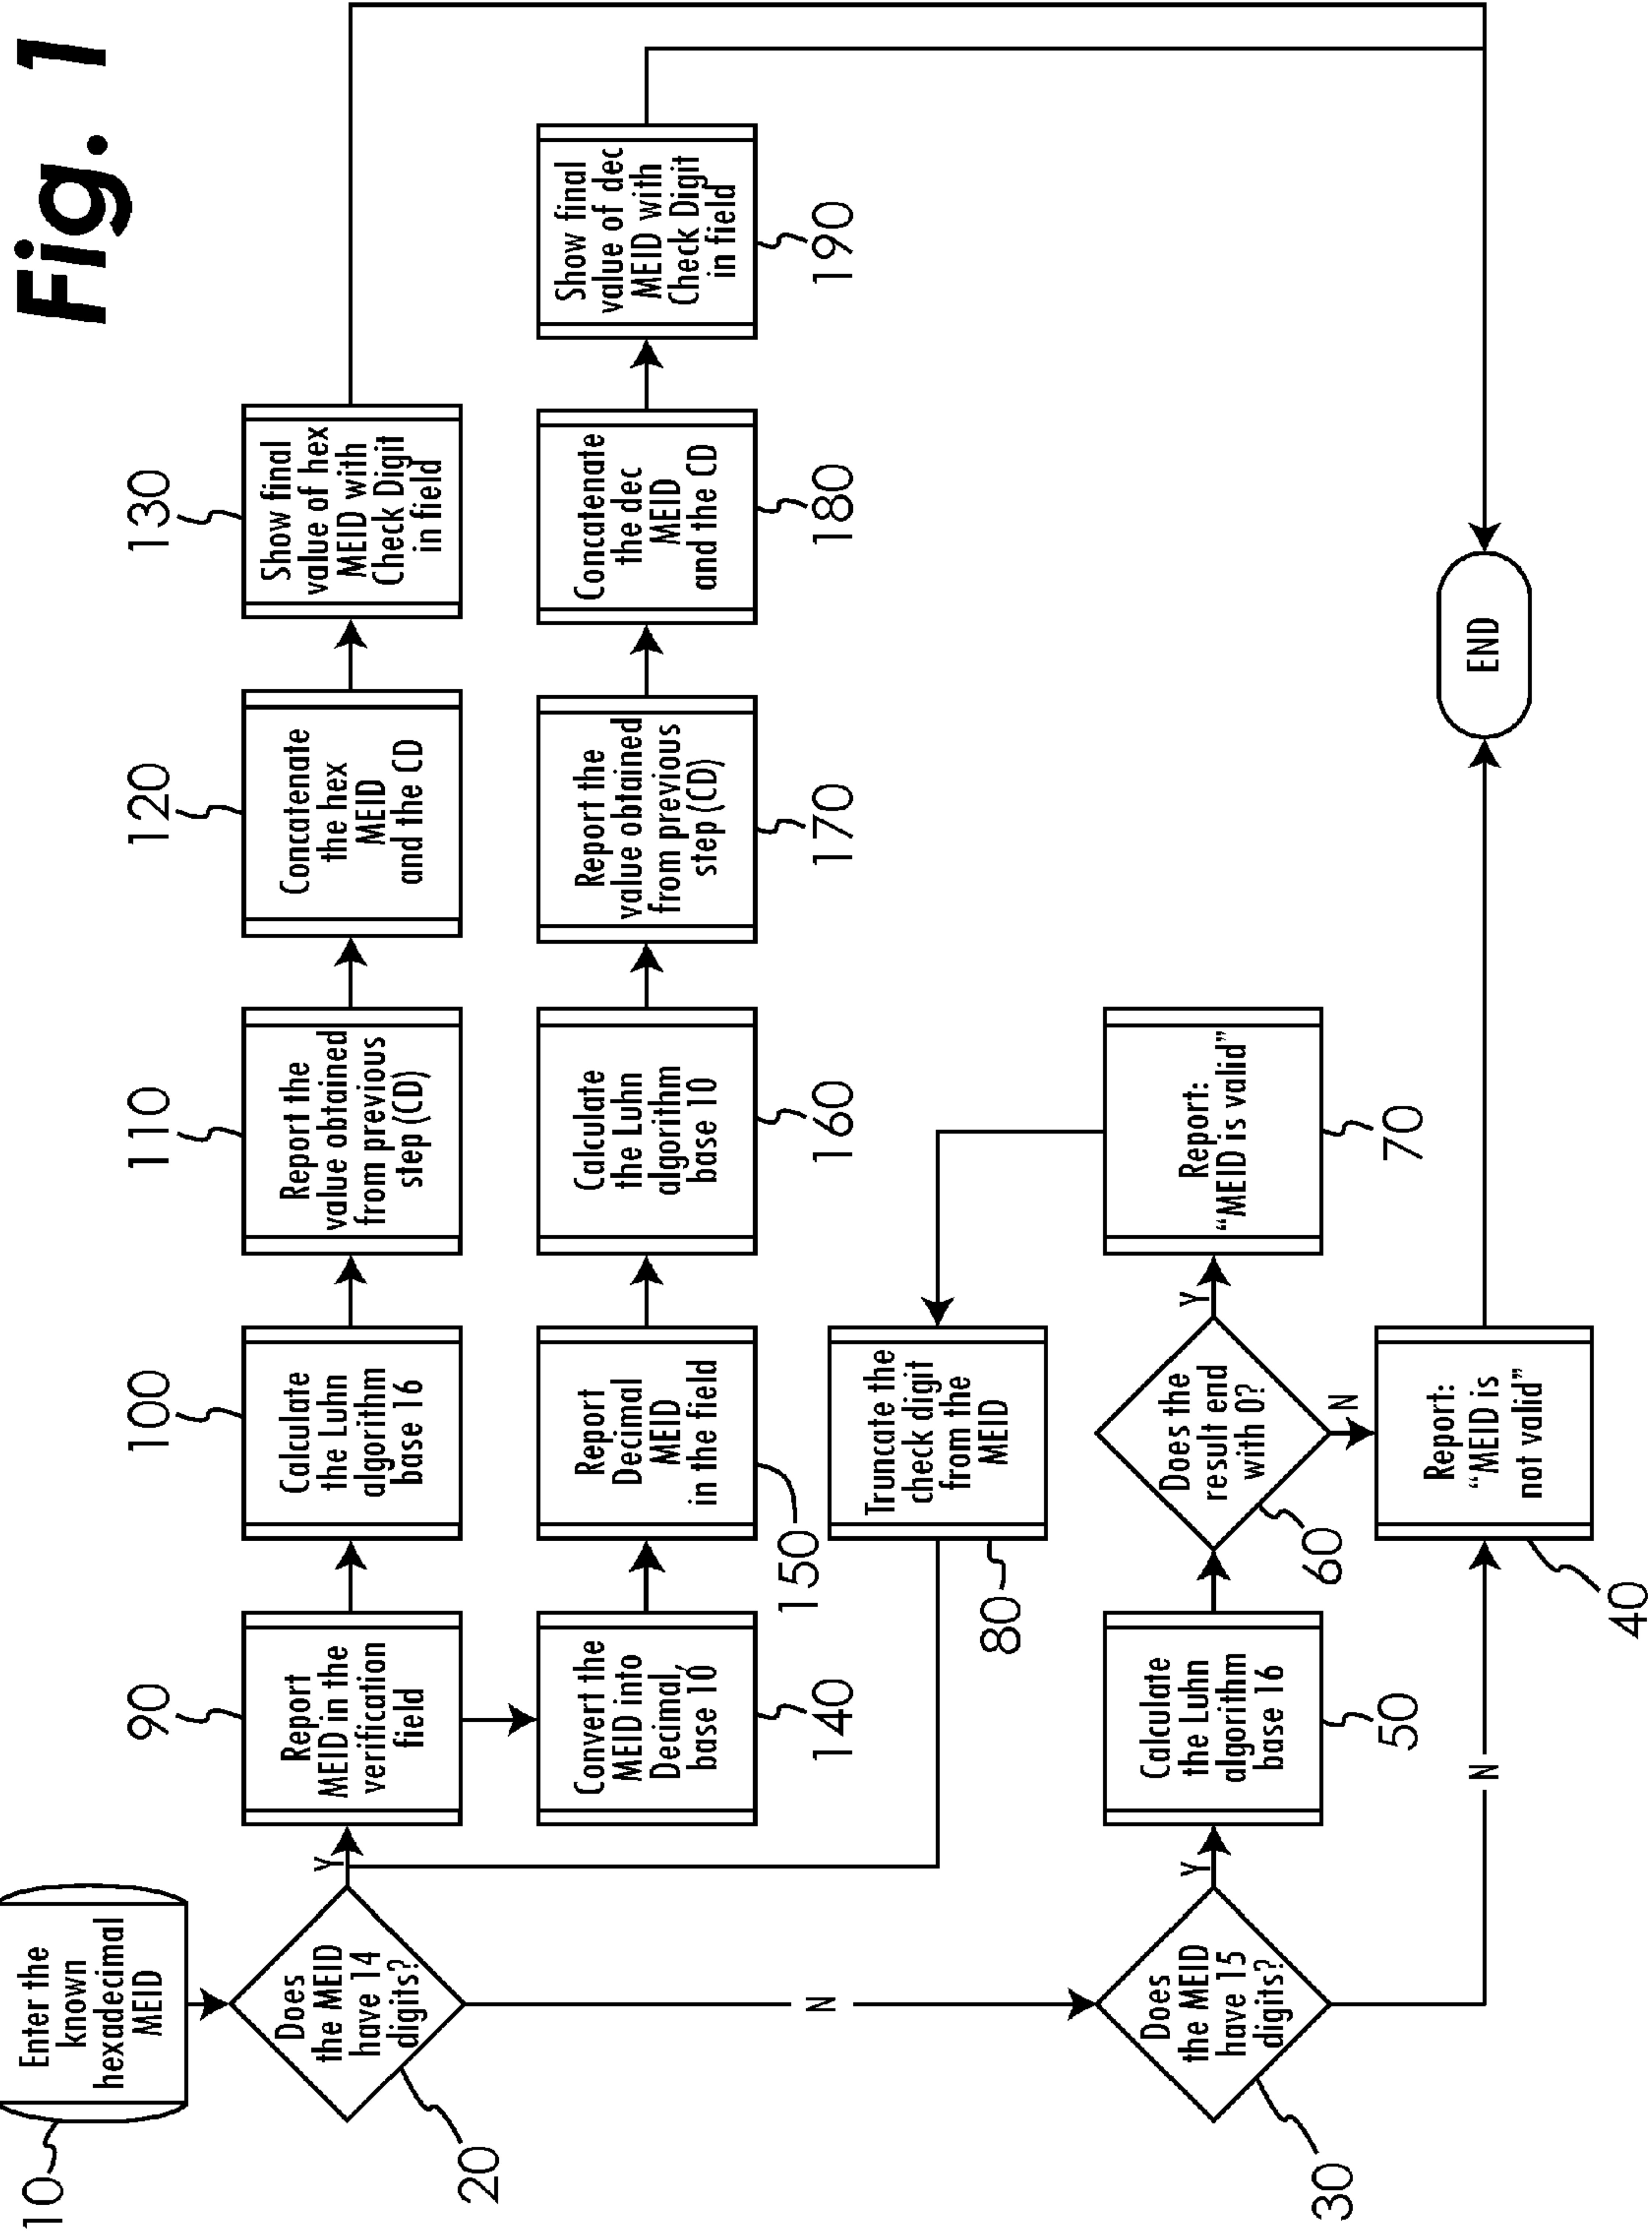 Fig. 1
10
Enter the
known
hexadecimal
MEID
20
Does
the MEID
have 14
digits?
Y
N
90
Report
MEID in the
verification
field
100
Calculate
the Luhn
algorithm
base 16
110
Report the
value obtained
from previous
step (CD)
120
Concatenate
the hex
MEID
and the CD
130
Show final
value of hex
MEID with
Check Digit
in field
140
Convert the
MEID into
Decimal,
base 10
150
Report
Decimal
MEID
in the field
160
Calculate
the Luhn
algorithm
base 10
170
Report the
value obtained
from previous
step (CD)
180
Concatenate
the dec
MEID
and the CD
190
Show final
value of dec
MEID with
Check Digit
in field
80
Truncate the
check digit
from the
MEID
30
Does
the MEID
have 15
digits?
Y
N
50
Calculate
the Luhn
algorithm
base 16
60
Does the
result end
with 0?
Y
N
70
Report:
“MEID is valid”
40
Report:
“MEID is
not valid”
END